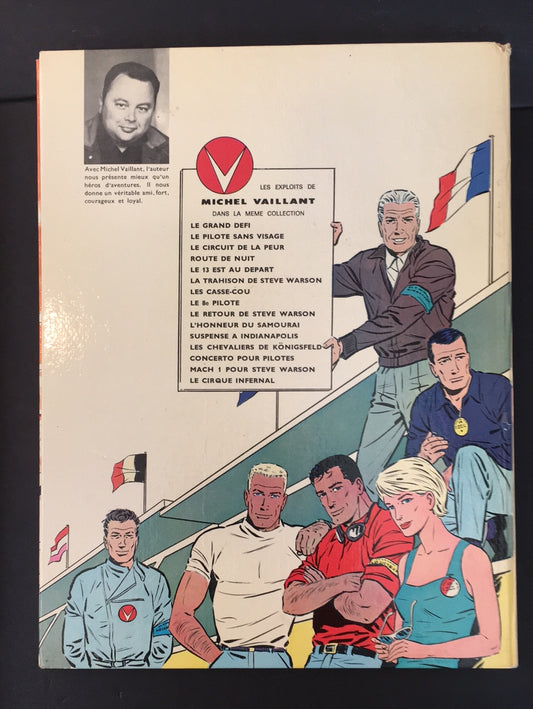 Avec Michel Vaillant, l'auteur
nous présente mieux qu'un
héros d'aventures. Il nous
donne un véritable ami, fort,
courageux et loyal.
V
LES EXPLOITS DE
MICHEL VAILLANT
DANS LA MEME COLLECTION
LE GRAND DEFI
LE PILOTE SANS VISAGE
LE CIRCUIT DE LA PEUR
ROUTE DE NUIT
LE 13 EST AU DEPART
LA TRAHISON DE STEVE WARSON
LES CASSE-COU
LE 8e PILOTE
LE RETOUR DE STEVE WARSON
L'HONNEUR DU SAMOURAI
SUSPENSE A INDIANAPOLIS
LES CHEVALIERS DE KÖNIGSFELD
CONCERTO POUR PILOTES
MACH 1 POUR STEVE WARSON
LE CIRQUE INFERNAL
V